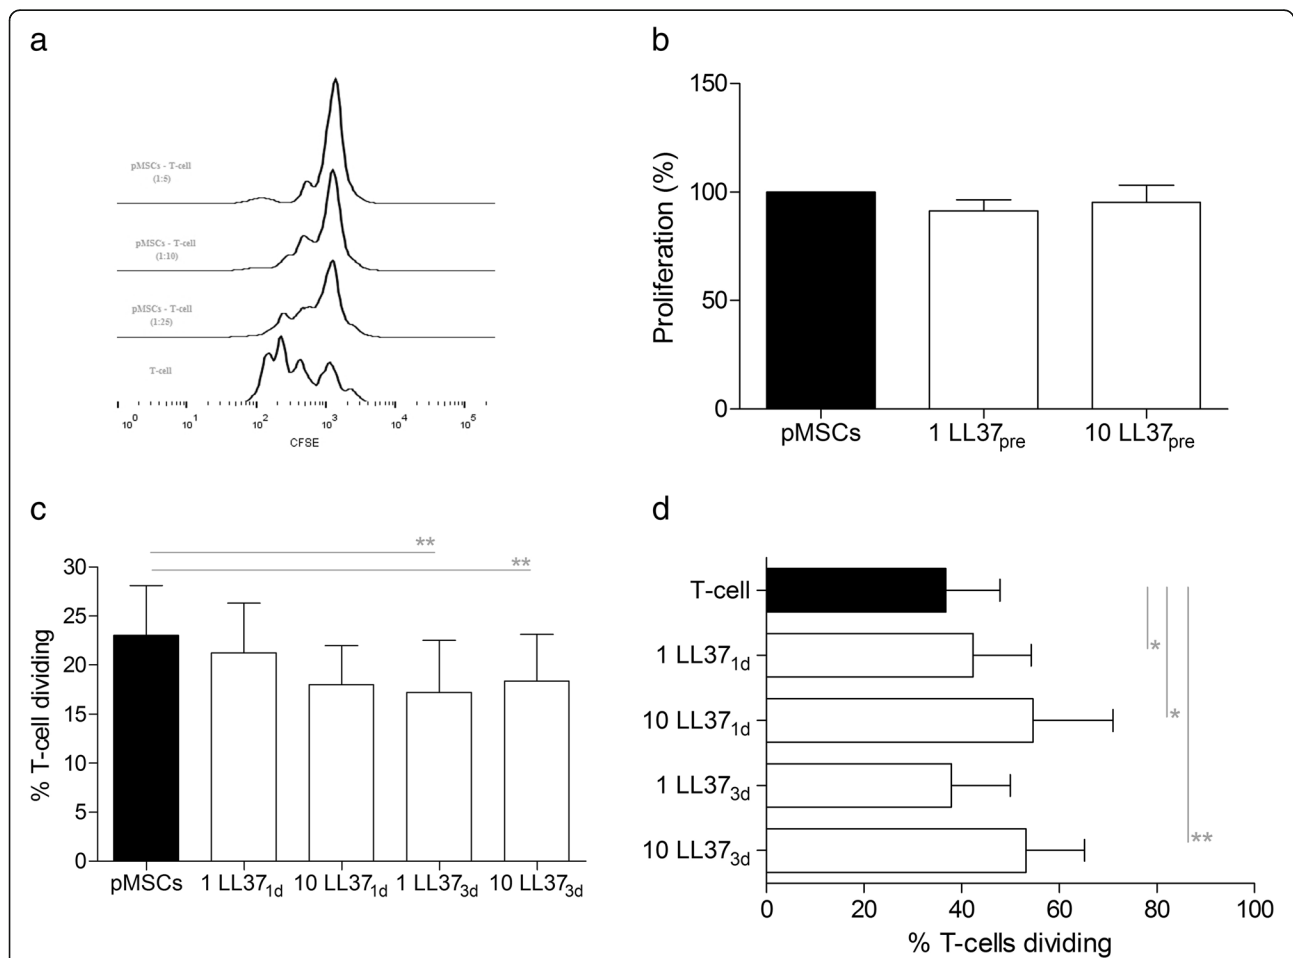 a
pMSCs - T-cell
(1:5)
pMSCs - T-cell
(1:10)
pMSCs - T-cell
(1:25)
T-cell
10^0 10^1 10^2 10^3 10^4 10^5
CFSE
b
150
100
50
0
Proliferation (%)
pMSCs 1 LL37pre 10 LL37pre
c
** 
**
30
25
20
15
10
5
0
% T-cell dividing
pMSCs 1 LL371d 10 LL371d 1 LL373d 10 LL373d
d
T-cell
1 LL371d
10 LL371d
1 LL373d
10 LL373d
*
*
**
0 20 40 60 80 100
% T-cells dividing